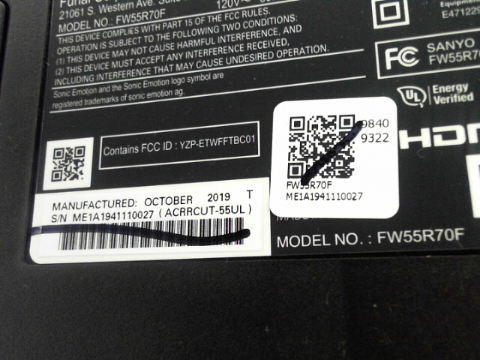 21061 S. Western Ave. Suite
MODEL NO.: FW55R70F 120V
THIS DEVICE COMPLIES WITH PART 15 OF THE FCC RULES.
OPERATION IS SUBJECT TO THE FOLLOWING TWO CONDITIONS:
(1) THIS DEVICE MAY NOT CAUSE HARMFUL INTERFERENCE, AND
(2) THIS DEVICE MUST ACCEPT ANY INTERFERENCE RECEIVED,
INCLUDING INTERFERENCE THAT MAY CAUSE UNDESIRED OPERATION.
Sonic Emotion and the Sonic Emotion logo symbol are
registered trademarks of sonic emotion ag.
E471229
FC SANYO
FW55R70F
UL Energy
Verified
HDMI
Contains FCC ID : YZP-ETWFFTBC01
9840
9322
FW55R70F
ME1A1941110027
MANUFACTURED: OCTOBER 2019 T
S/N ME1A1941110027 ( ACRRCUT-55UL)
MADE
MODEL NO. : FW55R70F